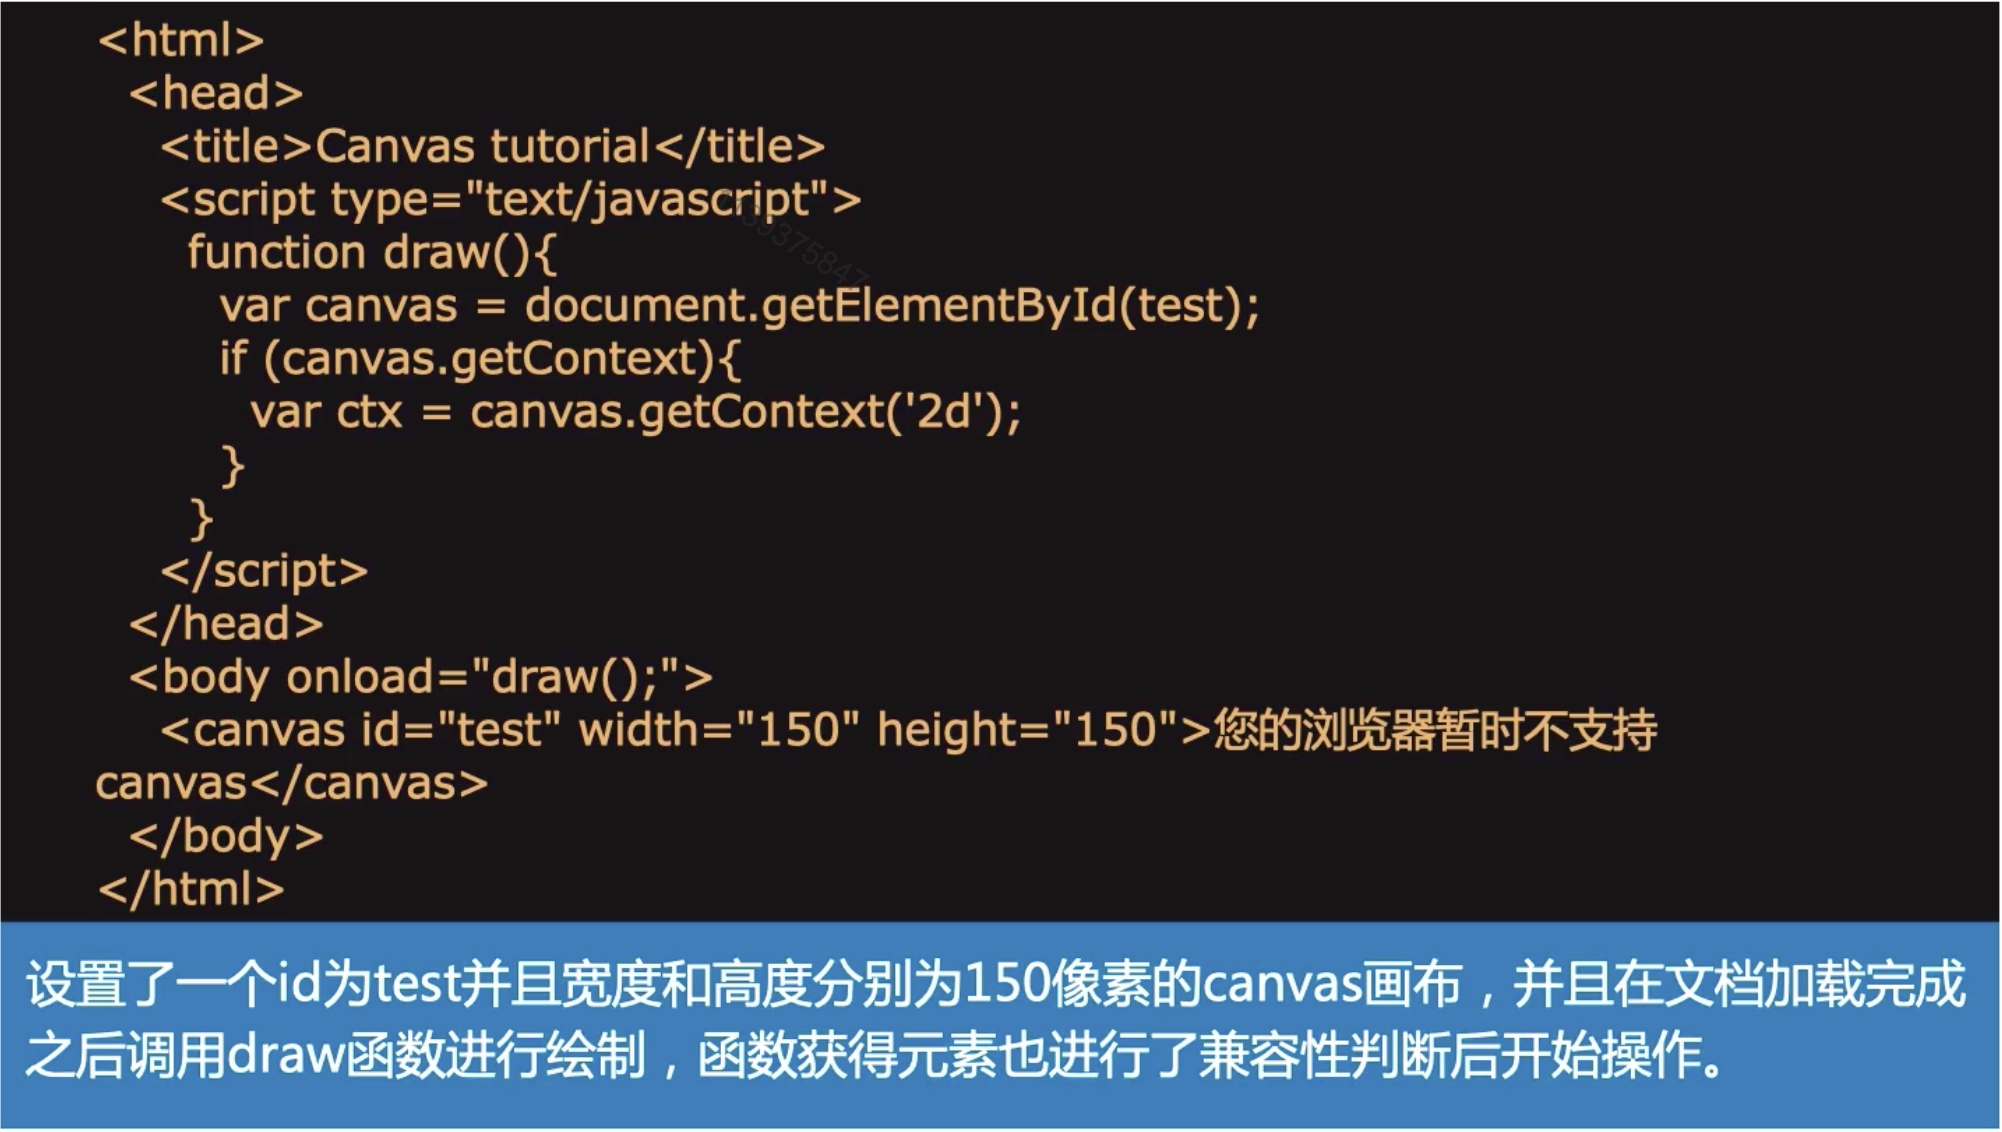 <html>
<head>
<title>Canvas tutorial</title>
<script type="text/javascript">
function draw(){
var canvas = document.getElementById(test);
if (canvas.getContext){
var ctx = canvas.getContext('2d');
}
}
</script>
</head>
<body onload="draw();">
<canvas id="test" width="150" height="150">您的浏览器暂时不支持
canvas</canvas>
</body>
</html>
设置了一个id为test并且宽度和高度分别为150像素的canvas画布，并且在文档加载完成
之后调用draw函数进行绘制，函数获得元素也进行了兼容性判断后开始操作。